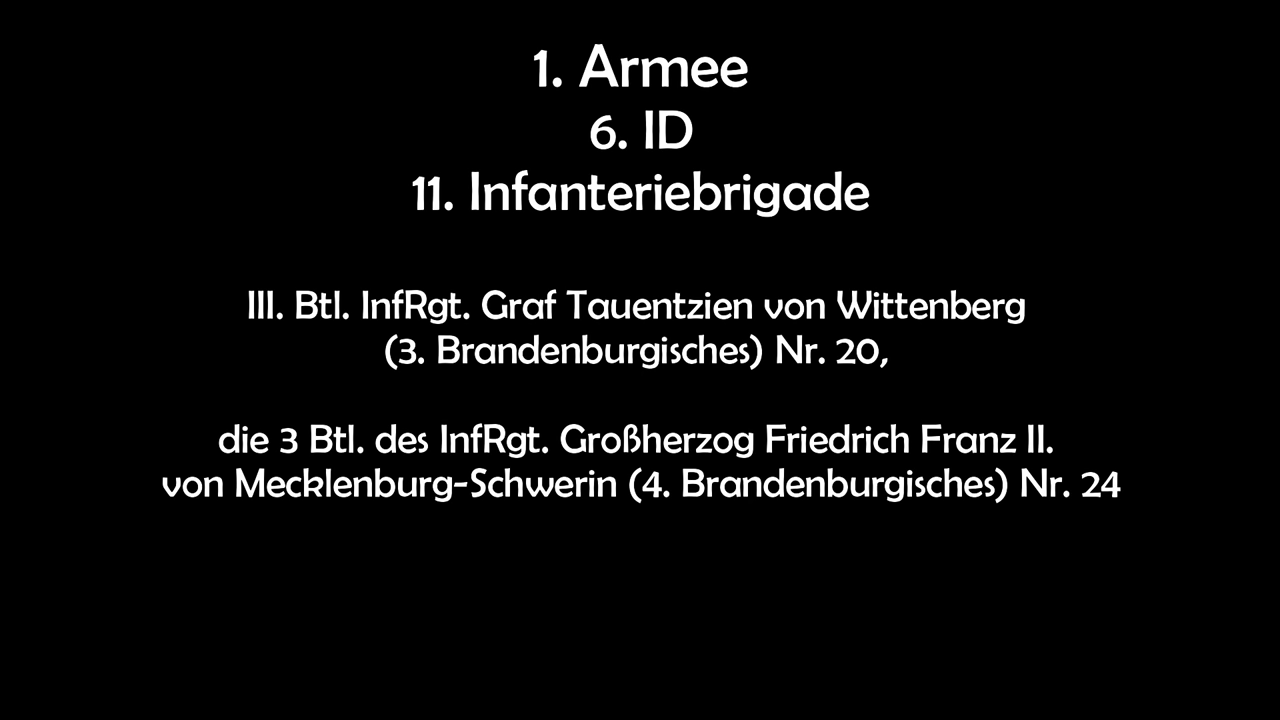 1. Armee
6. ID
11. Infanteriebrigade
III. Btl. InfRgt. Graf Tauentzien von Wittenberg
(3. Brandenburgisches) Nr. 20,
die 3 Btl. des InfRgt. Großherzog Friedrich Franz II.
von Mecklenburg-Schwerin (4. Brandenburgisches) Nr. 24